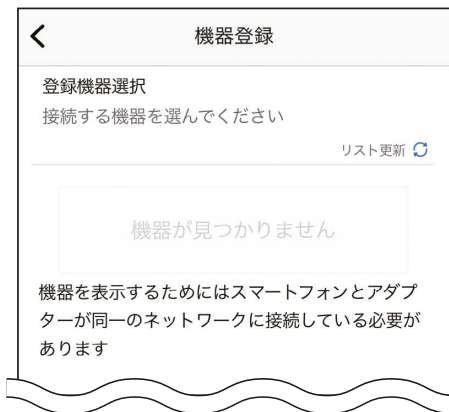 機器登録
登録機器選択
接続する機器を選んでください
リスト更新
機器が見つかりません
機器を表示するためにはスマートフォンとアダプ
ターが同一のネットワークに接続している必要が
あります